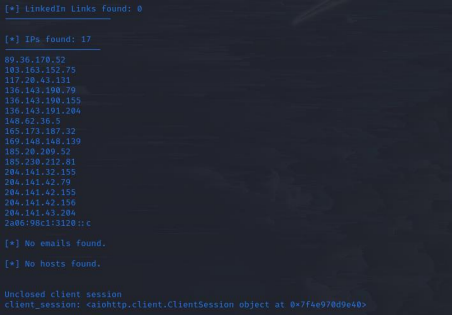 [*] LinkedIn Links found: 0
---------------------
[*] IPs found: 17
-------------------
89.36.170.52
103.163.152.75
117.20.43.131
136.143.190.79
136.143.190.155
136.143.191.204
148.62.36.5
165.173.187.32
169.148.148.139
185.20.209.52
185.230.212.81
204.141.32.155
204.141.42.79
204.141.42.155
204.141.42.156
204.141.43.204
2a06:98c1:3120::c
[*] No emails found.
[*] No hosts found.
Unclosed client session
client_session: <aiohttp.client.ClientSession object at 0×7f4e970d9e40>